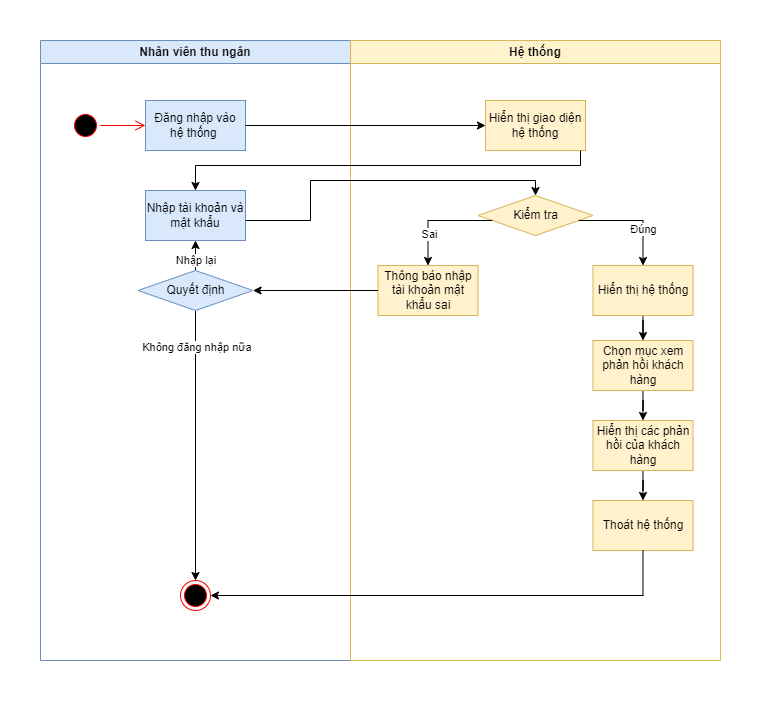 Nhân viên thu ngân
Hệ thống
Đăng nhập vào
hệ thống
Hiển thị giao diện
hệ thống
Nhập tài khoản và
mật khẩu
Kiểm tra
Sai
Đúng
Nhập lại
Quyết định
Thông báo nhập
tài khoản mật
khẩu sai
Hiển thị hệ thống
Không đăng nhập nữa
Chọn mục xem
phản hồi khách
hàng
Hiển thị các phản
hồi của khách
hàng
Thoát hệ thống